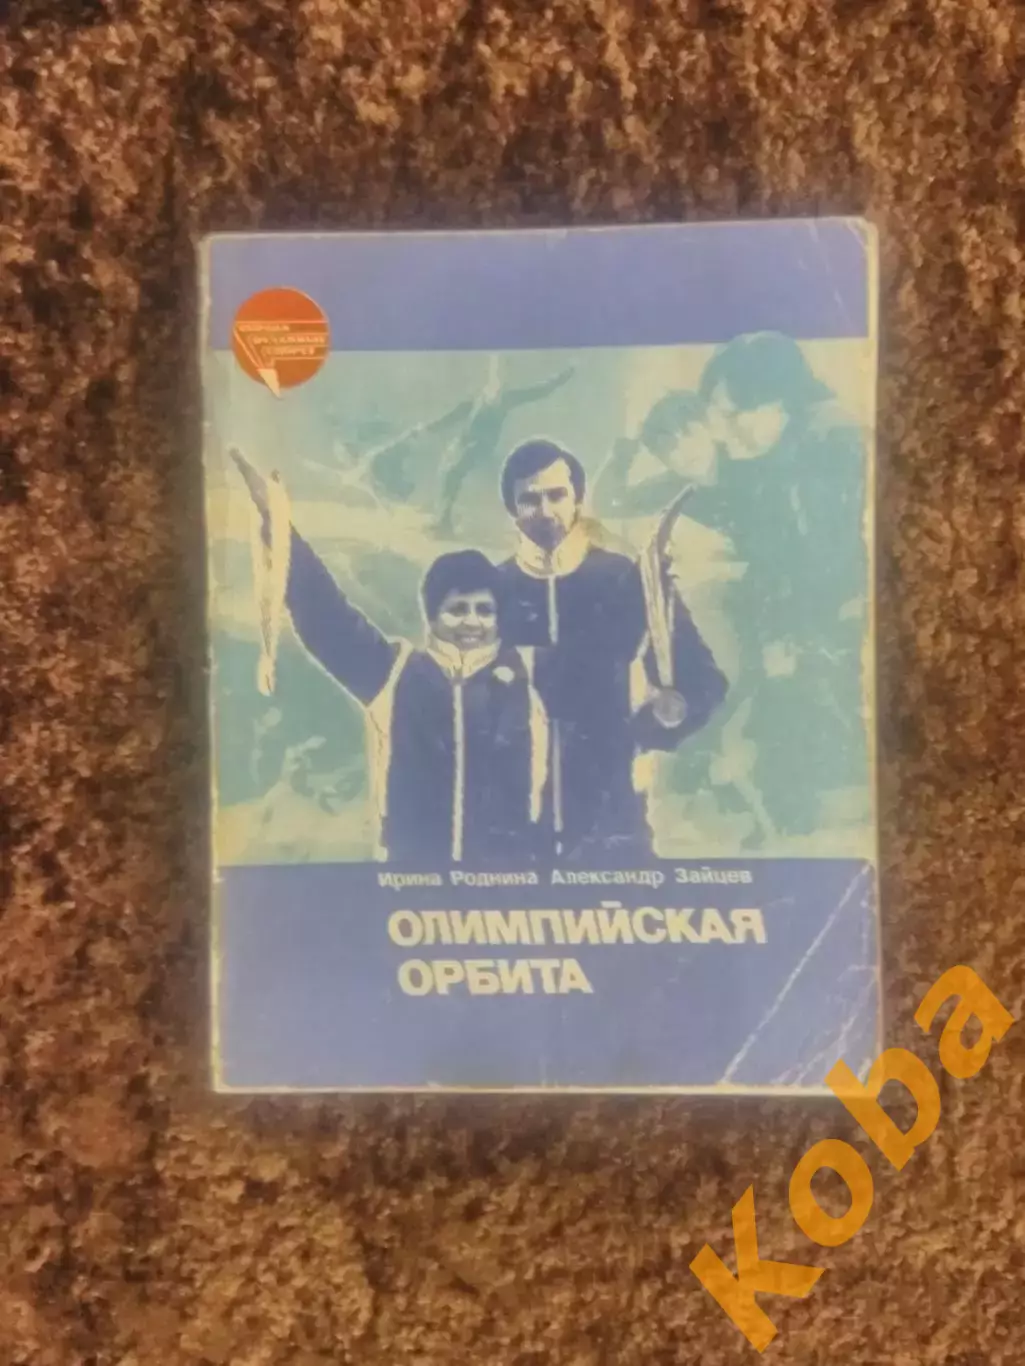 Ирина Роднина Александр Зайцев
ОЛИМПИЙСКАЯ
ОРБИТА
Koba